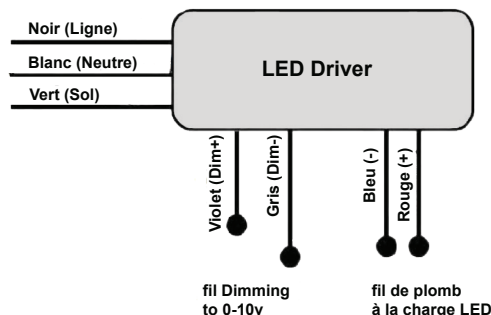 Noir (Ligne)
Blanc (Neutre)
Vert (Sol)
LED Driver
Violet (Dim+)
Gris (Dim-)
Bleu (-)
Rouge (+)
fil Dimming
to 0-10v
fil de plomb
à la charge LED